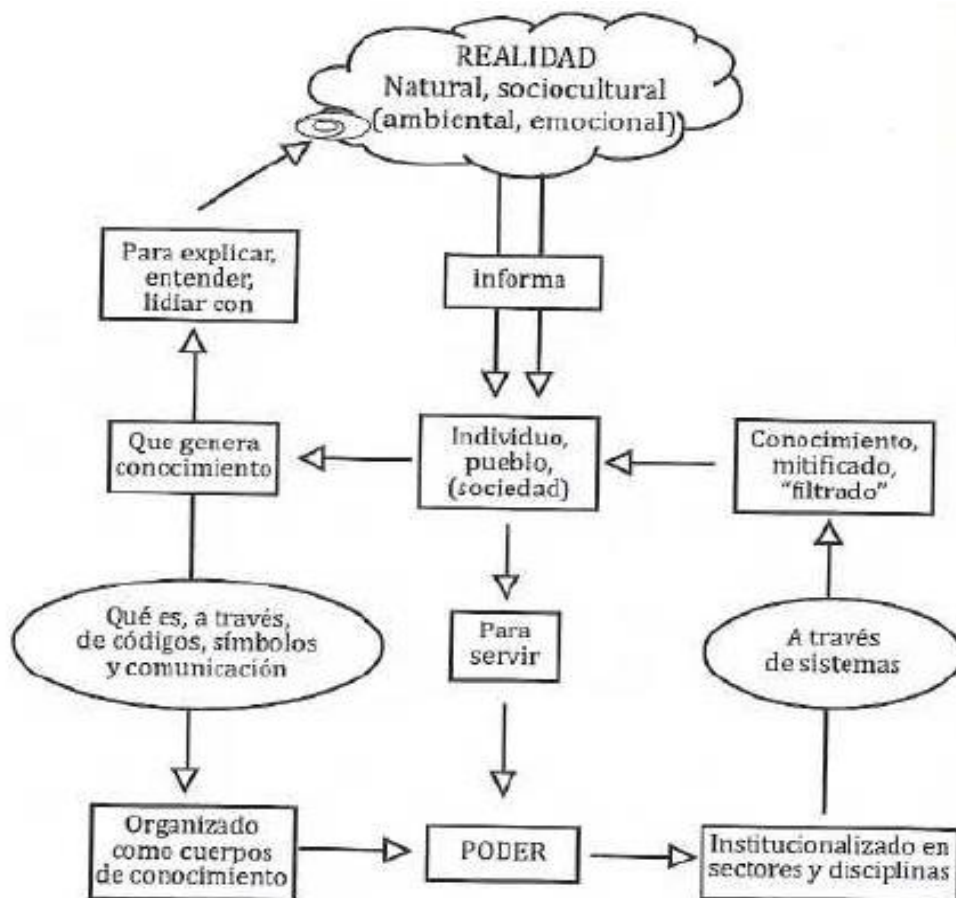 REALIDAD
Natural, sociocultural
(ambiental, emocional)
Para explicar,
entender,
lidiar con
informa
Que genera
conocimiento
Individuo,
pueblo,
(sociedad)
Conocimiento,
mitificado,
"filtrado"
Qué es, a través,
de códigos, símbolos
y comunicación
Para
servir
A través
de sistemas
Organizado
como cuerpos
de conocimiento
PODER
Institucionalizado en
sectores y disciplinas